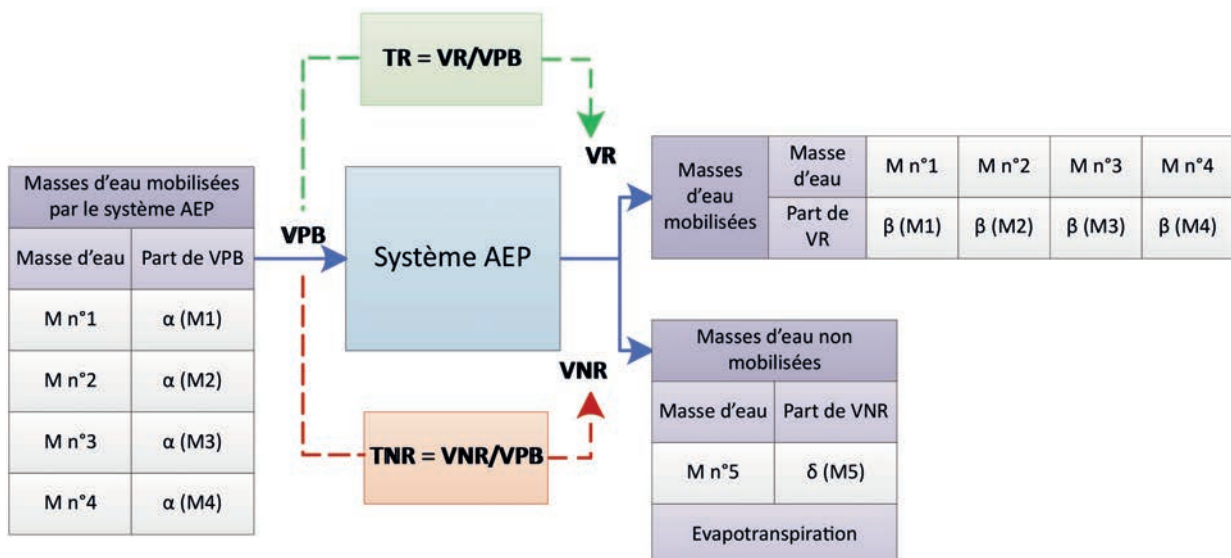 TR = VR/VPB
VR
Masses d'eau mobilisées
par le système AEP
Masse d'eau
Part de VPB
M n°1
α (M1)
M n°2
α (M2)
M n°3
α (M3)
M n°4
α (M4)
VPB
Système AEP
VNR
TNR = VNR/VPB
Masses
d'eau
mobilisées
Masse
d'eau
M n°1
M n°2
M n°3
M n°4
Part de
VR
β (M1)
β (M2)
β (M3)
β (M4)
Masses d'eau non
mobilisées
Masse d'eau
Part de VNR
M n°5
δ (M5)
Evapotranspiration